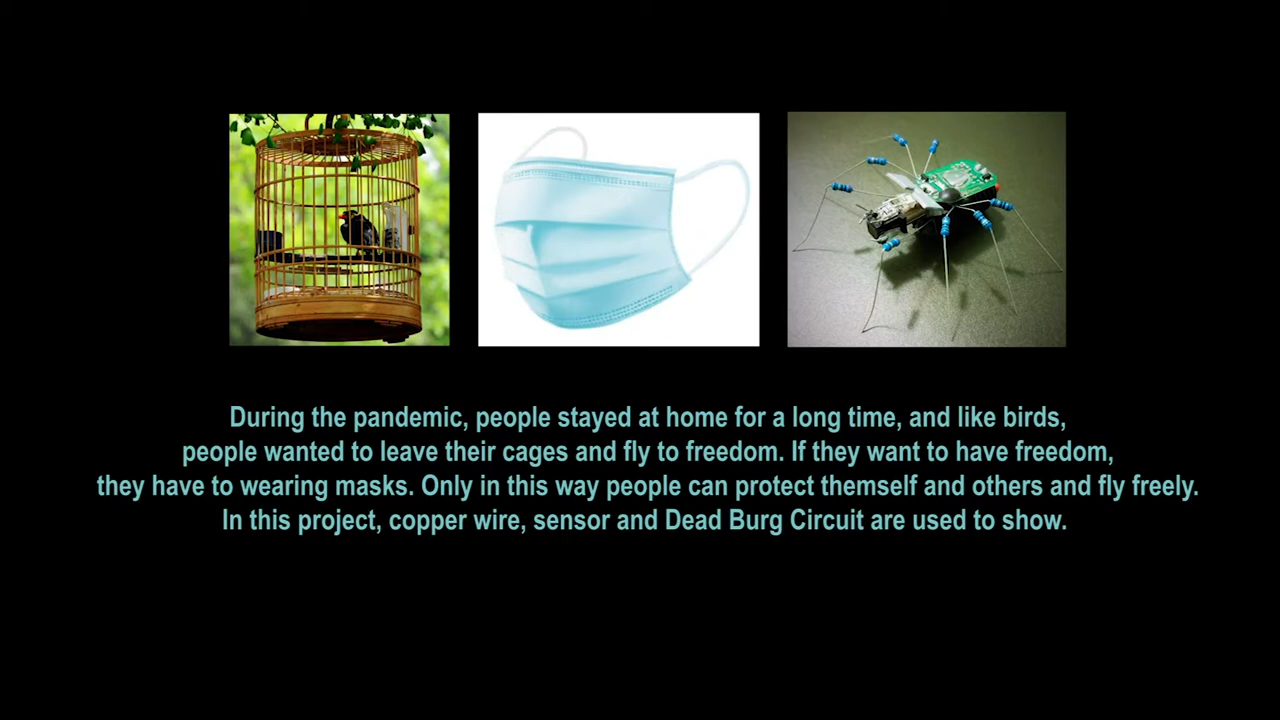 During the pandemic, people stayed at home for a long time, and like birds,
people wanted to leave their cages and fly to freedom. If they want to have freedom,
they have to wearing masks. Only in this way people can protect themself and others and fly freely.
In this project, copper wire, sensor and Dead Burg Circuit are used to show.